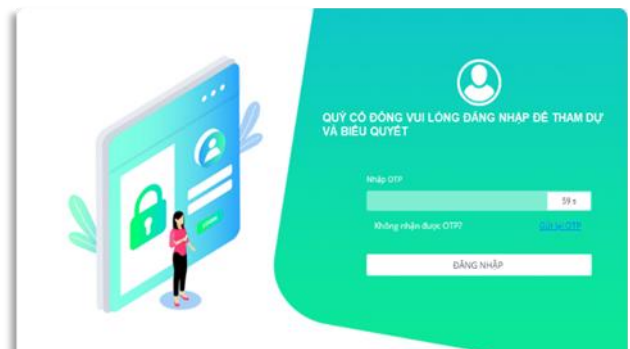 QUÝ CỔ ĐÔNG VUI LÒNG ĐĂNG NHẬP ĐỂ THAM DỰ
VÀ BIỂU QUYẾT
Nhập OTP
59 s
Không nhận được OTP?
Gửi lại OTP
ĐĂNG NHẬP